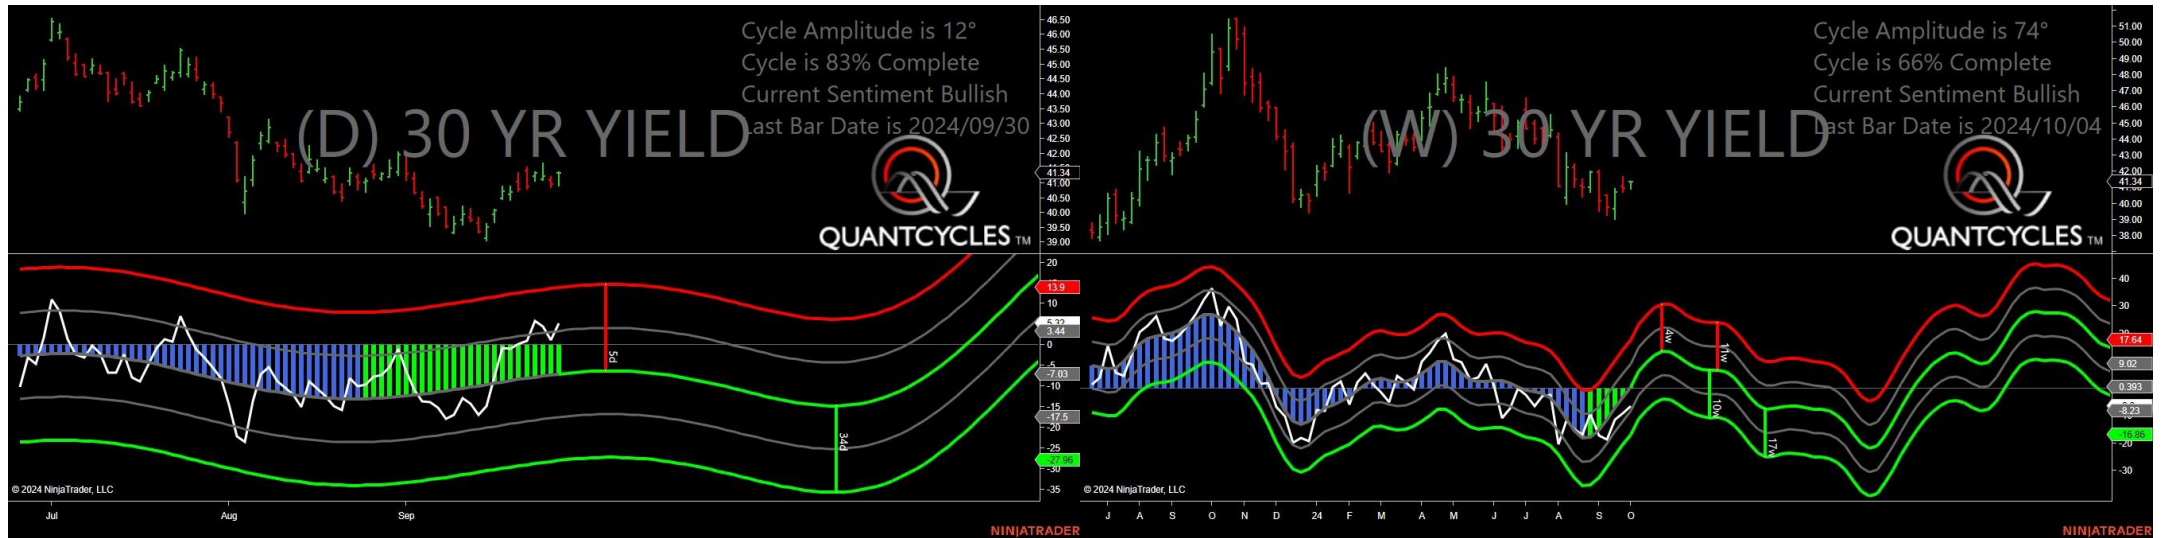 Cycle Amplitude is 12°
Cycle is 83% Complete
Current Sentiment Bullish
Last Bar Date is 2024/09/30
(D) 30 YR YIELD
QUANTCYCLES TM
46.50
46.00
45.50
45.00
44.50
44.00
43.50
43.00
42.50
42.00
41.34
41.00
40.50
40.00
39.50
39.00
20
13.9
10
5.32
3.44
0
-5
-7.03
-10
-15
-17.5
-20
-25
-27.96
-30
-35
5d
34d
© 2024 NinjaTrader, LLC
Jul
Aug
Sep
NINJATRADER
Cycle Amplitude is 74°
Cycle is 66% Complete
Current Sentiment Bullish
Last Bar Date is 2024/10/04
(W) 30 YR YIELD
QUANTCYCLES TM
51.00
50.00
49.00
48.00
47.00
46.00
45.00
44.00
43.00
42.00
41.34
40.00
39.00
38.00
40
30
17.64
9.02
0.393
-8.23
-16.86
-20
-30
4w
11w
10w
17w
© 2024 NinjaTrader, LLC
J A S O N D 24 F M A M J J A S O
NINJATRADER